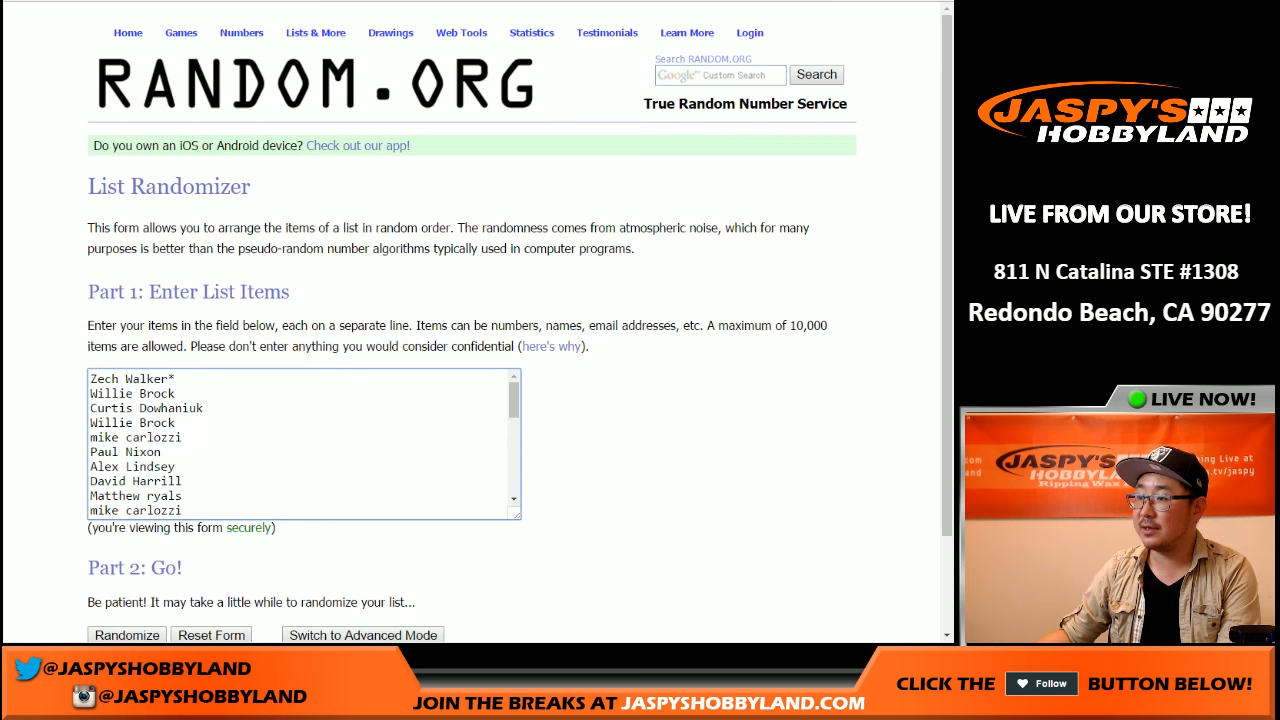 Home Games Numbers Lists & More Drawings Web Tools Statistics Testimonials Learn More Login
RANDOM.ORG
Search RANDOM.ORG
Google™ Custom Search Search
True Random Number Service
Do you own an iOS or Android device? Check out our app!
List Randomizer
This form allows you to arrange the items of a list in random order. The randomness comes from atmospheric noise, which for many
purposes is better than the pseudo-random number algorithms typically used in computer programs.
Part 1: Enter List Items
Enter your items in the field below, each on a separate line. Items can be numbers, names, email addresses, etc. A maximum of 10,000
items are allowed. Please don't enter anything you would consider confidential (here's why).
Zech Walker*
Willie Brock
Curtis Dowhaniuk
Willie Brock
mike carlozzi
Paul Nixon
Alex Lindsey
David Harrill
Matthew ryals
mike carlozzi
(you're viewing this form securely)
Part 2: Go!
Be patient! It may take a little while to randomize your list...
Randomize Reset Form Switch to Advanced Mode
JASPY'S
HOBBYLAND
LIVE FROM OUR STORE!
811 N Catalina STE #1308
Redondo Beach, CA 90277
LIVE NOW!
JASPY'S
HOBBYLAND
Ripping Wax
Live at
tv/jaspy
@JASPYSHOBBYLAND
@JASPYSHOBBYLAND
JOIN THE BREAKS AT JASPYSHOBBYLAND.COM
CLICK THE Follow BUTTON BELOW!